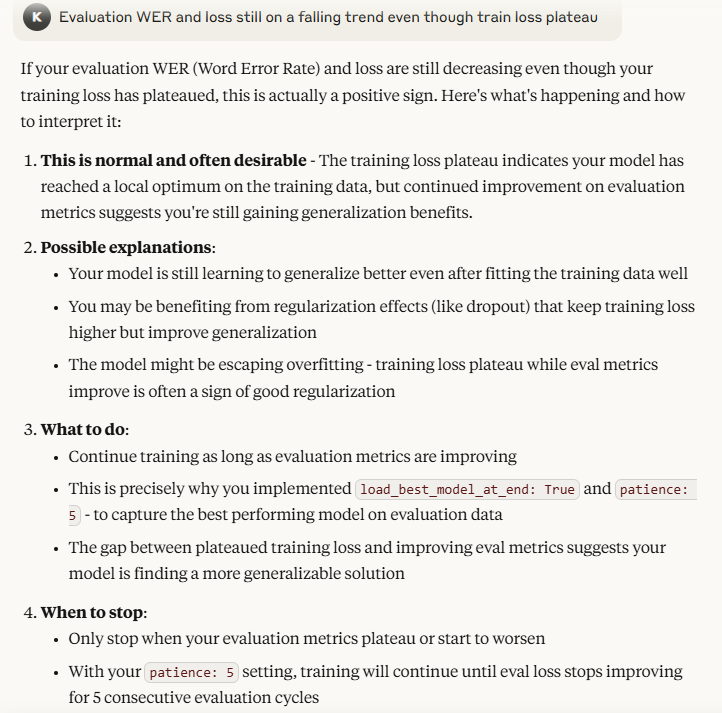 K Evaluation WER and loss still on a falling trend even though train loss plateau
If your evaluation WER (Word Error Rate) and loss are still decreasing even though your
training loss has plateaued, this is actually a positive sign. Here's what's happening and how
to interpret it:
1. This is normal and often desirable - The training loss plateau indicates your model has
reached a local optimum on the training data, but continued improvement on evaluation
metrics suggests you're still gaining generalization benefits.
2. Possible explanations:
• Your model is still learning to generalize better even after fitting the training data well
• You may be benefiting from regularization effects (like dropout) that keep training loss
higher but improve generalization
• The model might be escaping overfitting - training loss plateau while eval metrics
improve is often a sign of good regularization
3. What to do:
• Continue training as long as evaluation metrics are improving
• This is precisely why you implemented load_best_model_at_end: True and patience:
5 - to capture the best performing model on evaluation data
• The gap between plateaued training loss and improving eval metrics suggests your
model is finding a more generalizable solution
4. When to stop:
• Only stop when your evaluation metrics plateau or start to worsen
• With your patience: 5 setting, training will continue until eval loss stops improving
for 5 consecutive evaluation cycles